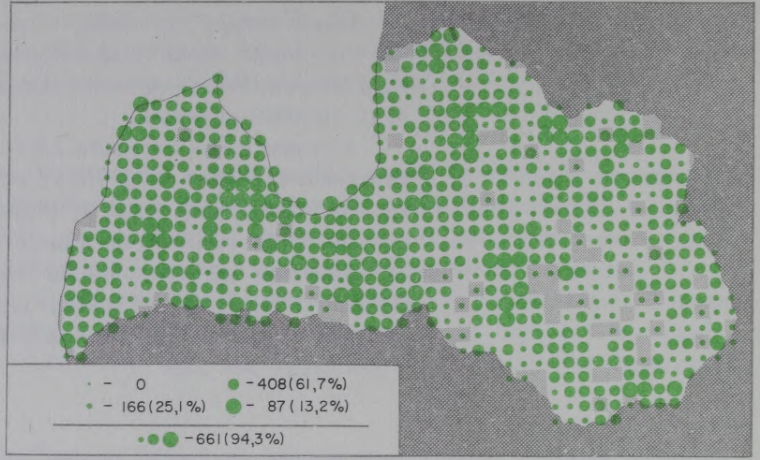 - 0 - 408(61,7%)
- 166(25,1%) - 87(13,2%)
- 661(94,3%)